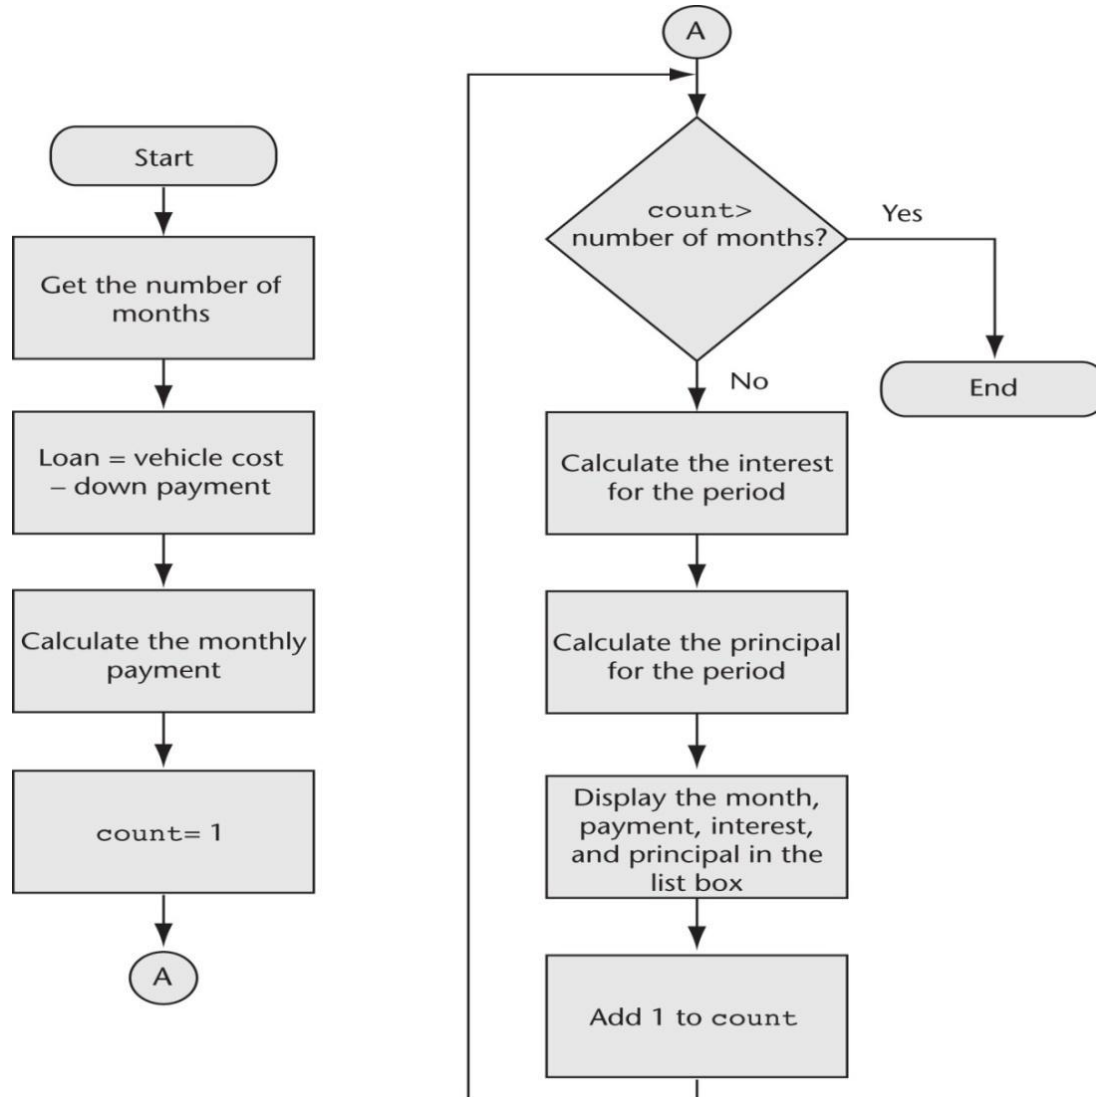 Start
Get the number of
months
Loan = vehicle cost
– down payment
Calculate the monthly
payment
count= 1
A
A
count>
number of months?
Yes
End
No
Calculate the interest
for the period
Calculate the principal
for the period
Display the month,
payment, interest,
and principal in the
list box
Add 1 to count